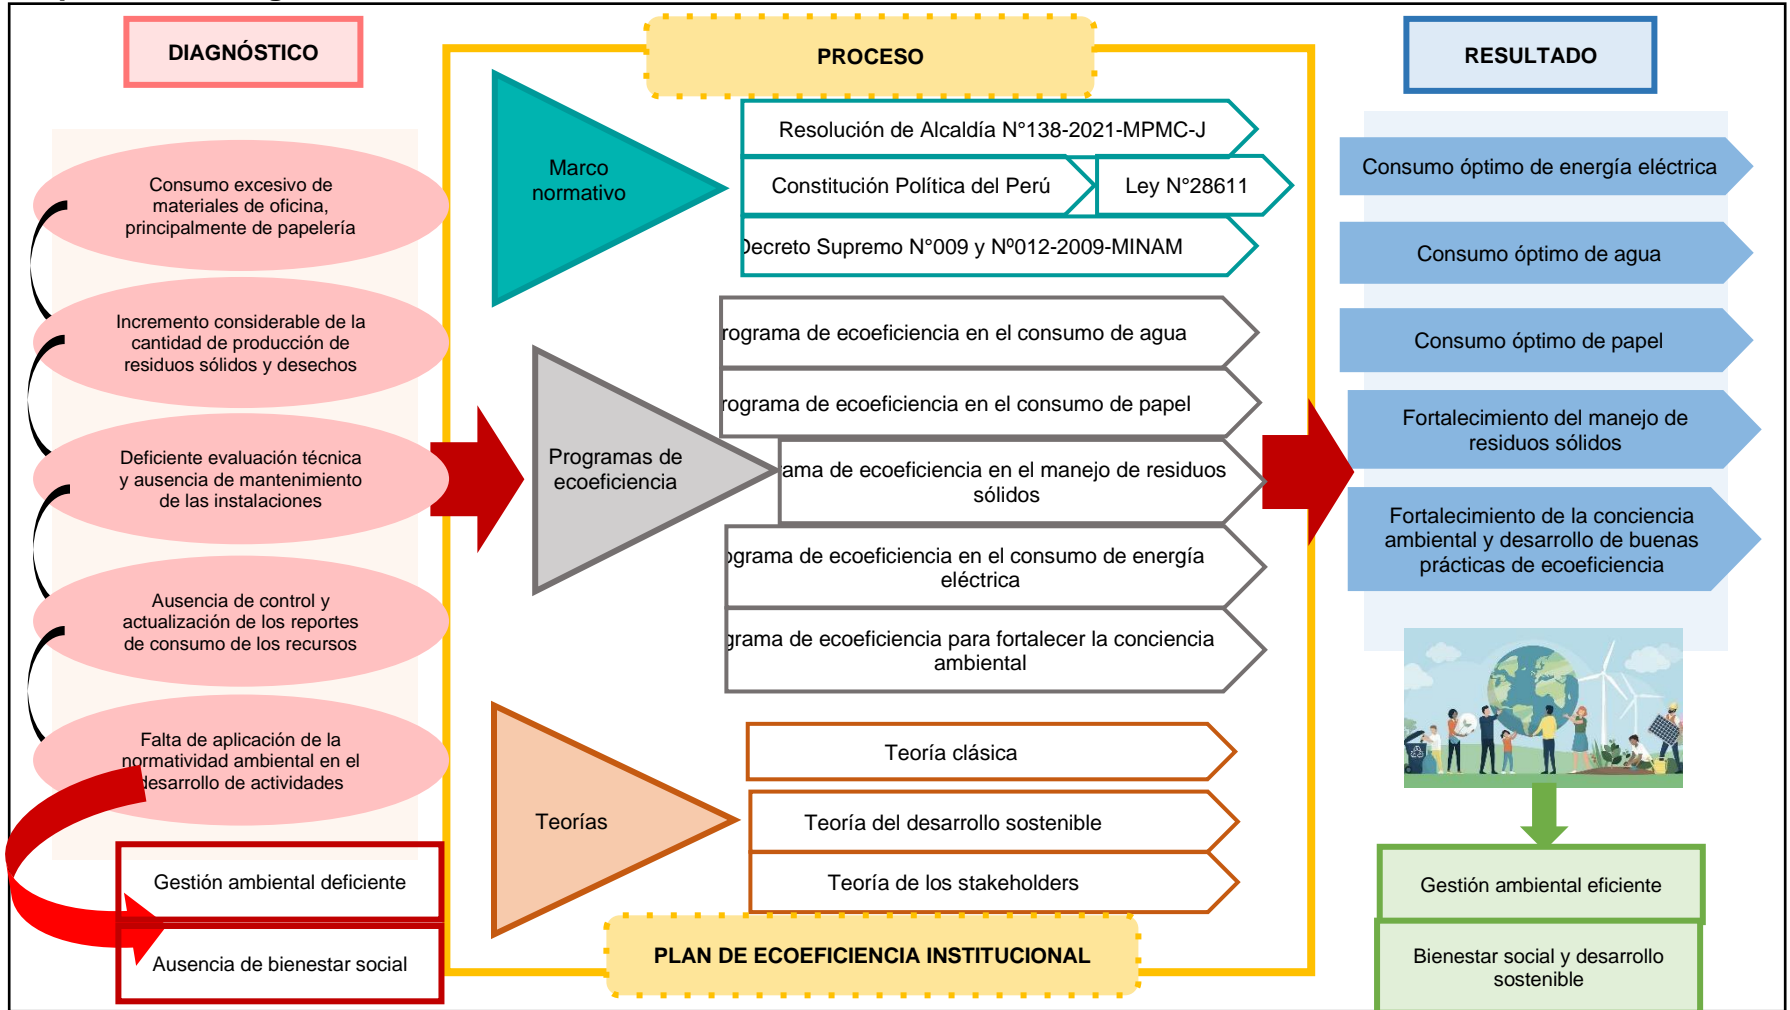 DIAGNÓSTICO
Consumo excesivo de
materiales de oficina,
principalmente de papelería
Incremento considerable de la
cantidad de producción de
residuos sólidos y desechos
Deficiente evaluación técnica
y ausencia de mantenimiento
de las instalaciones
Ausencia de control y
actualización de los reportes
de consumo de los recursos
Falta de aplicación de la
normatividad ambiental en el
desarrollo de actividades
Gestión ambiental deficiente
Ausencia de bienestar social
PROCESO
Marco
normativo
Resolución de Alcaldía N°138-2021-MPMC-J
Constitución Política del Perú
Ley N°28611
Decreto Supremo N°009 y Nº012-2009-MINAM
Programas de
ecoeficiencia
rograma de ecoeficiencia en el consumo de agua
rograma de ecoeficiencia en el consumo de papel
ama de ecoeficiencia en el manejo de residuos
sólidos
ograma de ecoeficiencia en el consumo de energía
eléctrica
grama de ecoeficiencia para fortalecer la conciencia
ambiental
Teorías
Teoría clásica
Teoría del desarrollo sostenible
Teoría de los stakeholders
PLAN DE ECOEFICIENCIA INSTITUCIONAL
RESULTADO
Consumo óptimo de energía eléctrica
Consumo óptimo de agua
Consumo óptimo de papel
Fortalecimiento del manejo de
residuos sólidos
Fortalecimiento de la conciencia
ambiental y desarrollo de buenas
prácticas de ecoeficiencia
Gestión ambiental eficiente
Bienestar social y desarrollo
sostenible